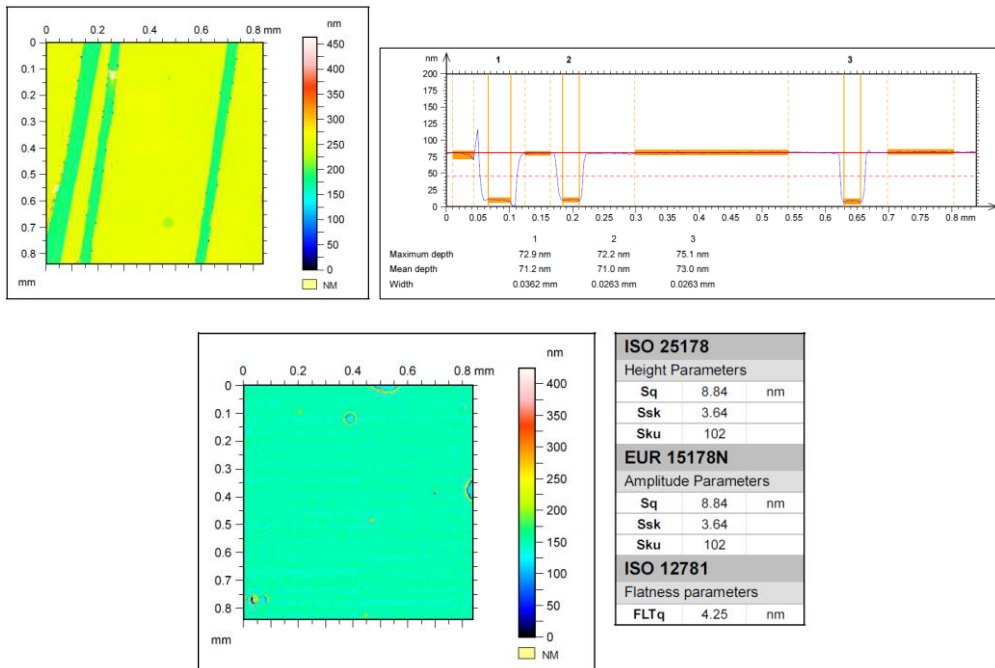 0 0.2 0.4 0.6 0.8 mm
nm
0
0.1
0.2
0.3
0.4
0.5
0.6
0.7
0.8
mm
450
400
350
300
250
200
150
100
50
0
NM
nm 1 2 3
200
175
150
125
100
75
50
25
0
0 0.05 0.1 0.15 0.2 0.25 0.3 0.35 0.4 0.45 0.5 0.55 0.6 0.65 0.7 0.75 0.8 mm
1 2 3
Maximum depth 72.9 nm 72.2 nm 75.1 nm
Mean depth 71.2 nm 71.0 nm 73.0 nm
Width 0.0362 mm 0.0263 mm 0.0263 mm
0 0.2 0.4 0.6 0.8 mm
nm
0
0.1
0.2
0.3
0.4
0.5
0.6
0.7
0.8
mm
400
350
300
250
200
150
100
50
0
NM
ISO 25178
Height Parameters
Sq 8.84 nm
Ssk 3.64
Sku 102
EUR 15178N
Amplitude Parameters
Sq 8.84 nm
Ssk 3.64
Sku 102
ISO 12781
Flatness parameters
FLTq 4.25 nm